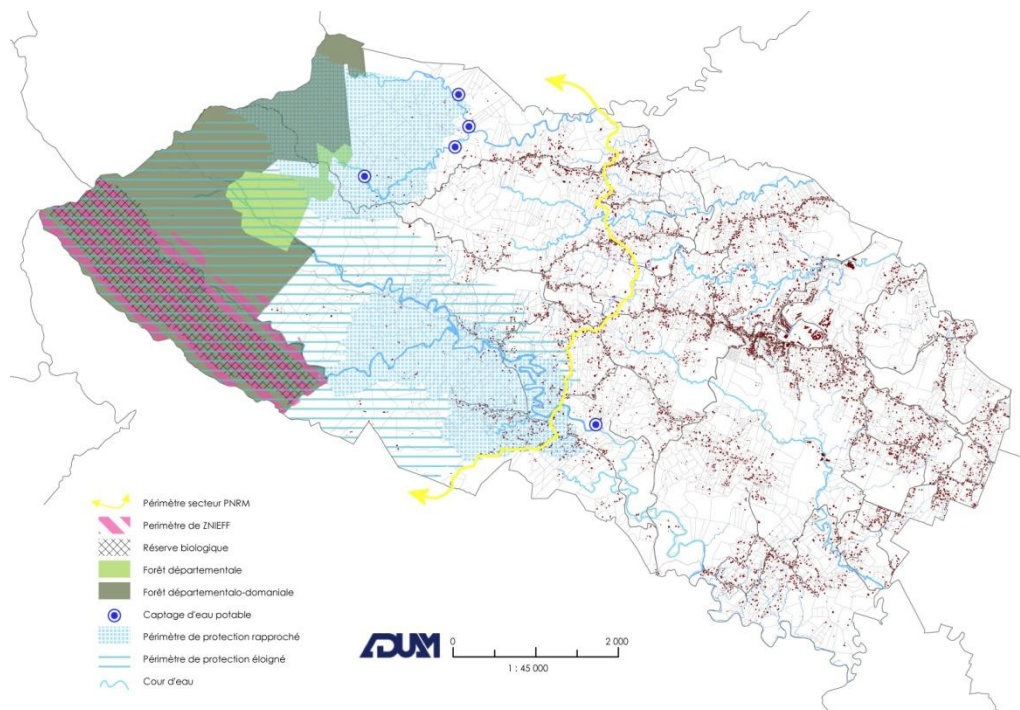 Périmètre secteur PNRM
Perimètre de ZNIEFF
Réserve biologique
Forêt départementale
Forêt départementalo-domaniale
Captage d'eau potable
Périmètre de protection rapproché
Périmètre de protection éloigné
Cour d'eau
ADUAM
0 2 000
1 : 45 000